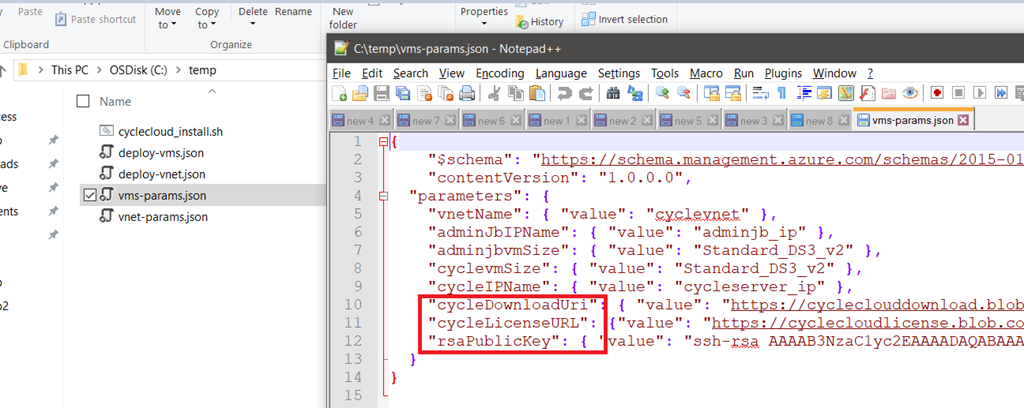 Paste
Paste shortcut
Move to
Copy to
Delete
Rename
New folder
Properties
Edit
History
Select none
Invert selection
Clipboard
Organize
This PC > OSDisk (C:) > temp
Name
cyclecloud_install.sh
deploy-vms.json
deploy-vnet.json
vms-params.json
vnet-params.json
C:\temp\vms-params.json - Notepad++
File Edit Search View Encoding Language Settings Tools Macro Run Plugins Window ?
new 4 new 7 new 6 new 1 new 2 new 5 new 3 new 8 vms-params.json
1 {
2 "$schema": "https://schema.management.azure.com/schemas/2015-01
3 "contentVersion": "1.0.0.0",
4 "parameters": {
5 "vnetName": { "value": "cyclevnet" },
6 "adminJbIPName": { "value": "adminjb_ip" },
7 "adminjbvmSize": { "value": "Standard_DS3_v2" },
8 "cyclevmSize": { "value": "Standard_DS3_v2" },
9 "cycleIPName": { "value": "cycleserver_ip" },
10 "cycleDownloadUri": { "value": "https://cycleclouddownload.blob
11 "cycleLicenseURL": {"value": "https://cyclecloudlicense.blob.co
12 "rsaPublicKey": { "value": "ssh-rsa AAAAB3NzaC1yc2EAAAADAQABAAA
13 }
14 }
15